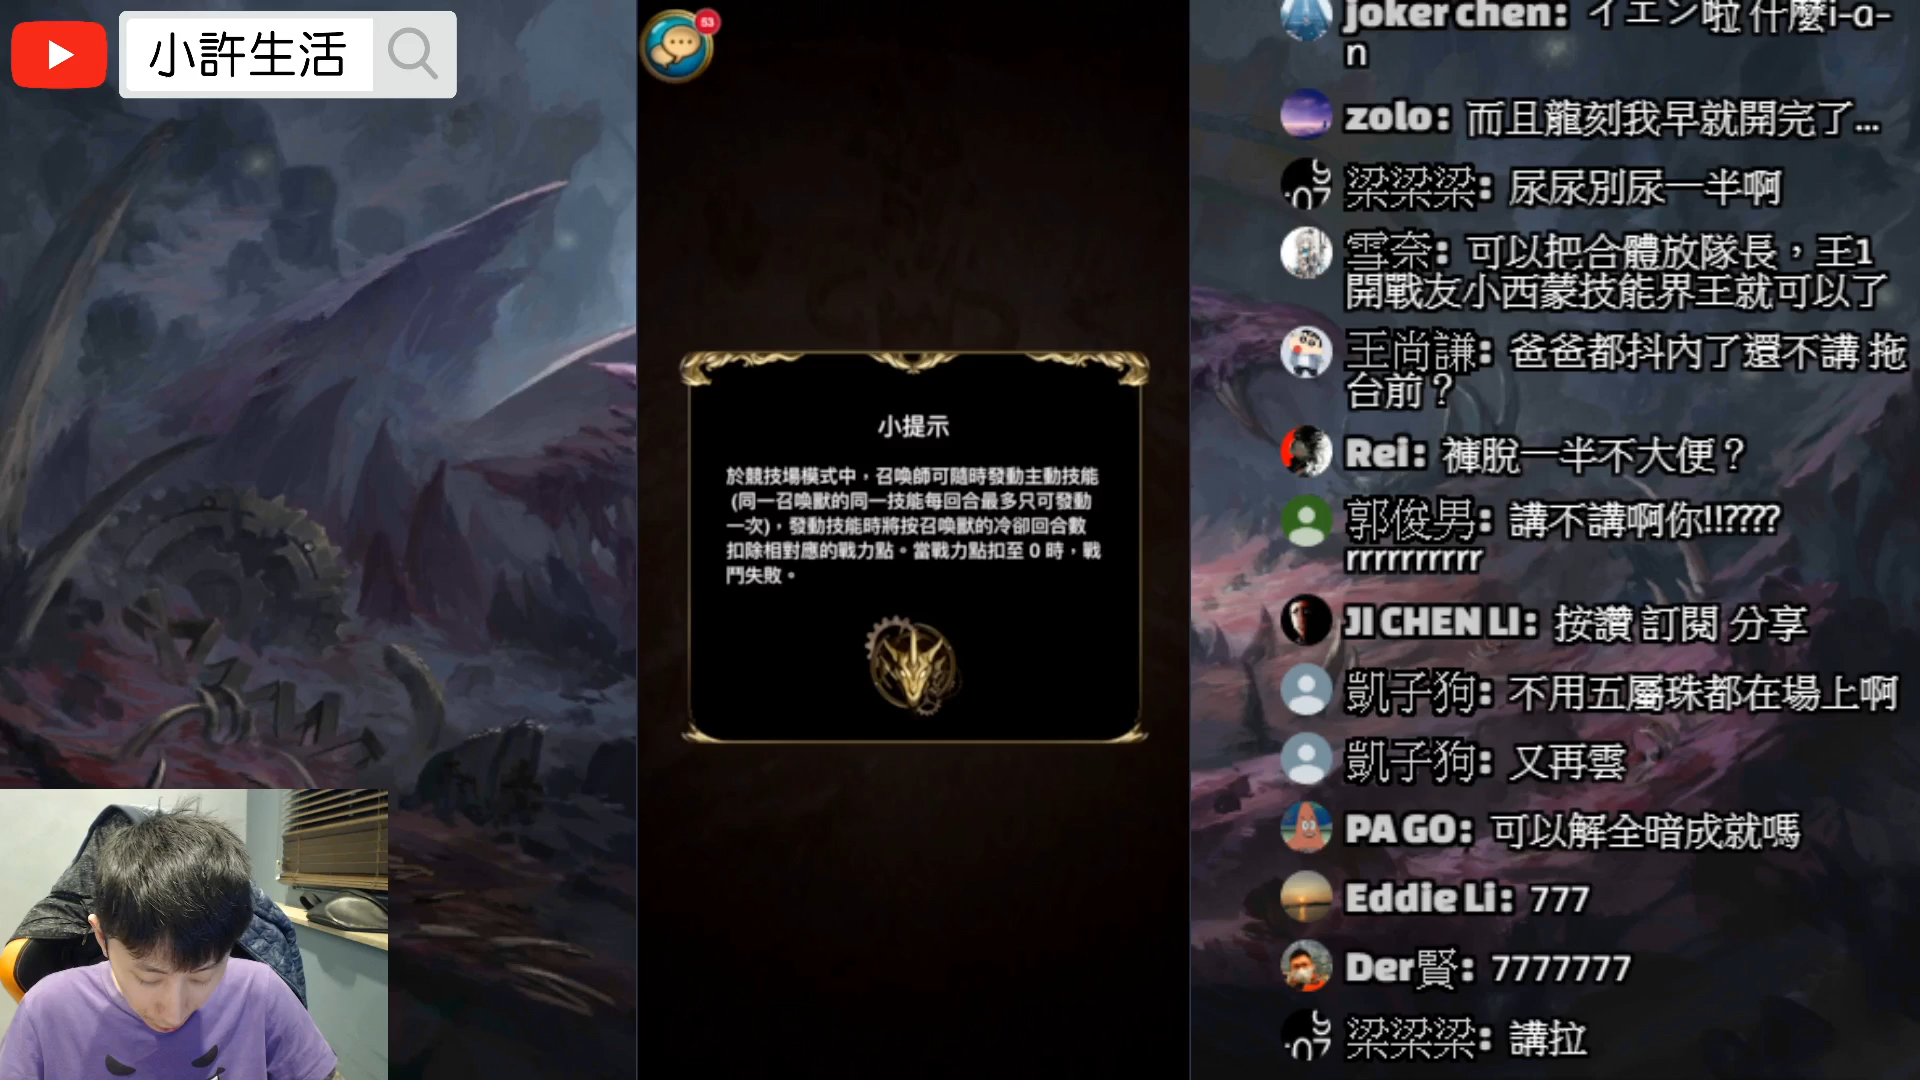 小許生活
53
小提示
於競技場模式中，召喚師可隨時發動主動技能
(同一召喚獸的同一技能每回合最多只可發動
一次)，發動技能時將按召喚獸的冷卻回合數
扣除相對應的戰力點。當戰力點扣至 0 時，戰
鬥失敗。
joker chen: イエン啦 什麼i-a-
n
zolo: 而且龍刻我早就開完了...
梁梁梁: 尿尿別尿一半啊
雪奈: 可以把合體放隊長，王1
開戰友小西蒙技能界王就可以了
王尚謙: 爸爸都抖內了還不講 拖
台前？
Rei: 褲脫一半不大便？
郭俊男: 講不講啊你!!????
rrrrrrrrrr
JI CHEN LI: 按讚 訂閱 分享
凱子狗: 不用五屬珠都在場上啊
凱子狗: 又再雲
PA GO: 可以解全暗成就嗎
Eddie Li: 777
Der賢: 7777777
梁梁梁: 講拉